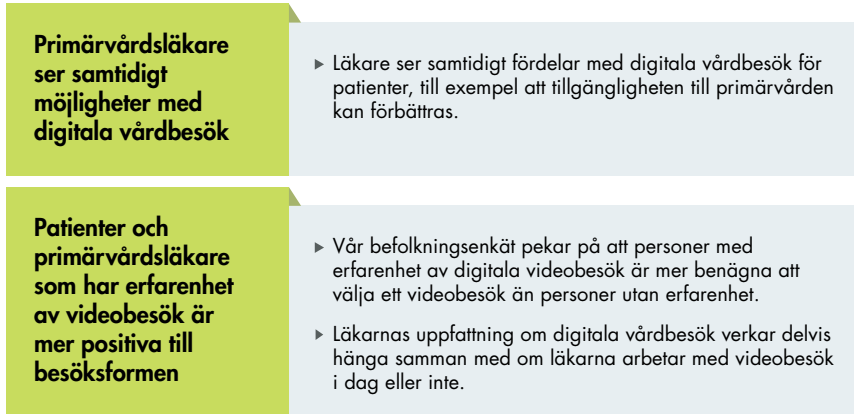 Primärvårdsläkare
ser samtidigt
möjligheter med
digitala vårdbesök
▸ Läkare ser samtidigt fördelar med digitala vårdbesök för
patienter, till exempel att tillgängligheten till primärvården
kan förbättras.
Patienter och
primärvårdsläkare
som har erfarenhet
av videobesök är
mer positiva till
besöksformen
▸ Vår befolkningsenkät pekar på att personer med
erfarenhet av digitala videobesök är mer benägna att
välja ett videobesök än personer utan erfarenhet.
▸ Läkarnas uppfattning om digitala vårdbesök verkar delvis
hänga samman med om läkarna arbetar med videobesök
i dag eller inte.